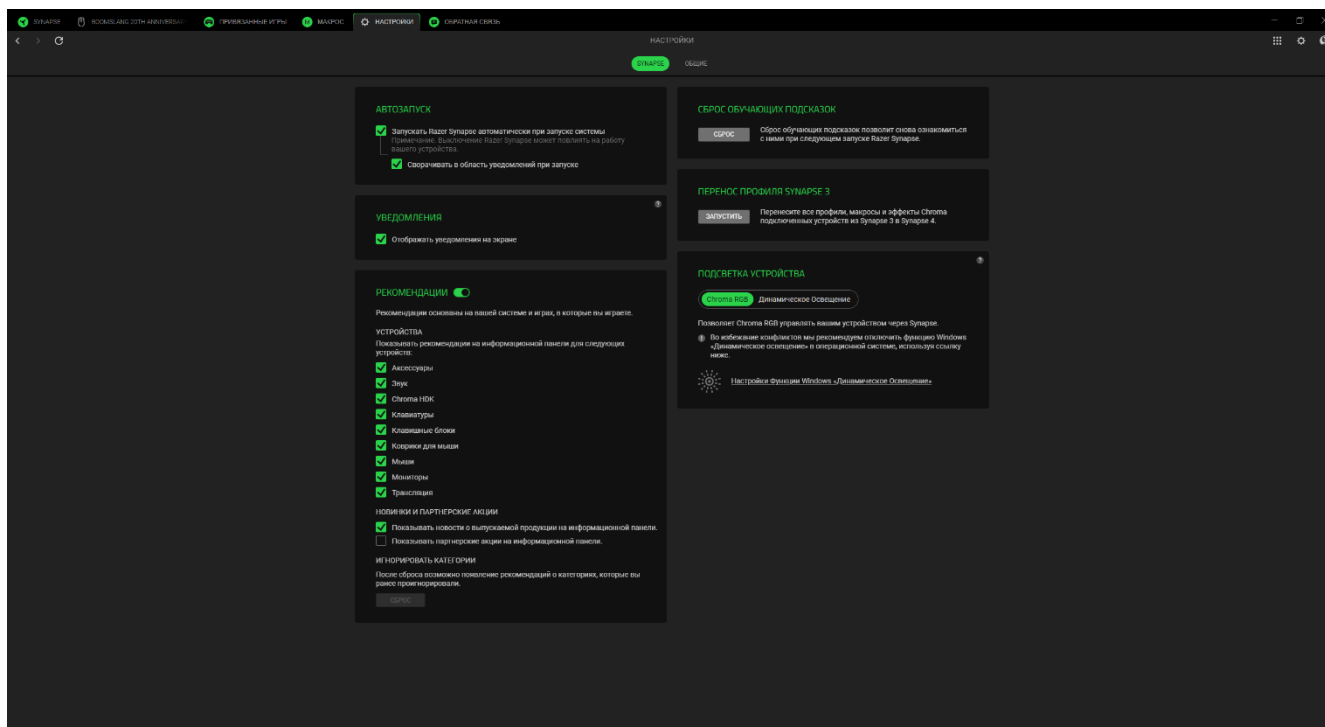 SYNAPSE
BOOMSLANG 20TH ANNIVERSARY
ПРИВЯЗАННЫЕ ИГРЫ
МАКРОС
НАСТРОЙКИ
ОБРАТНАЯ СВЯЗЬ
НАСТРОЙКИ
SYNAPSE
ОБЩИЕ
АВТОЗАПУСК
Запускать Razer Synapse автоматически при запуске системы
Примечание. Выключение Razer Synapse может повлиять на работу
вашего устройства.
Сворачивать в область уведомлений при запуске
УВЕДОМЛЕНИЯ
Отображать уведомления на экране
РЕКОМЕНДАЦИИ
Рекомендации основаны на вашей системе и играх, в которые вы играете.
УСТРОЙСТВА
Показывать рекомендации на информационной панели для следующих
устройств:
Аксессуары
Звук
Chroma HDK
Клавиатуры
Клавишные блоки
Коврики для мыши
Мыши
Мониторы
Трансляция
НОВИНКИ И ПАРТНЕРСКИЕ АКЦИИ
Показывать новости о выпускаемой продукции на информационной панели.
Показывать партнерские акции на информационной панели.
ИГНОРИРОВАТЬ КАТЕГОРИИ
После сброса возможно появление рекомендаций о категориях, которые вы
ранее проигнорировали.
СБРОС
СБРОС ОБУЧАЮЩИХ ПОДСКАЗОК
СБРОС
Сброс обучающих подсказок позволит снова ознакомиться
с ними при следующем запуске Razer Synapse.
ПЕРЕНОС ПРОФИЛЯ SYNAPSE 3
ЗАПУСТИТЬ
Перенесите все профили, макросы и эффекты Chroma
подключенных устройств из Synapse 3 в Synapse 4.
ПОДСВЕТКА УСТРОЙСТВА
Chroma RGB
Динамическое Освещение
Позволяет Chroma RGB управлять вашим устройством через Synapse.
Во избежание конфликтов мы рекомендуем отключить функцию Windows
«Динамическое освещение» в операционной системе, используя ссылку
ниже.
Настройки Функции Windows «Динамическое Освещение»